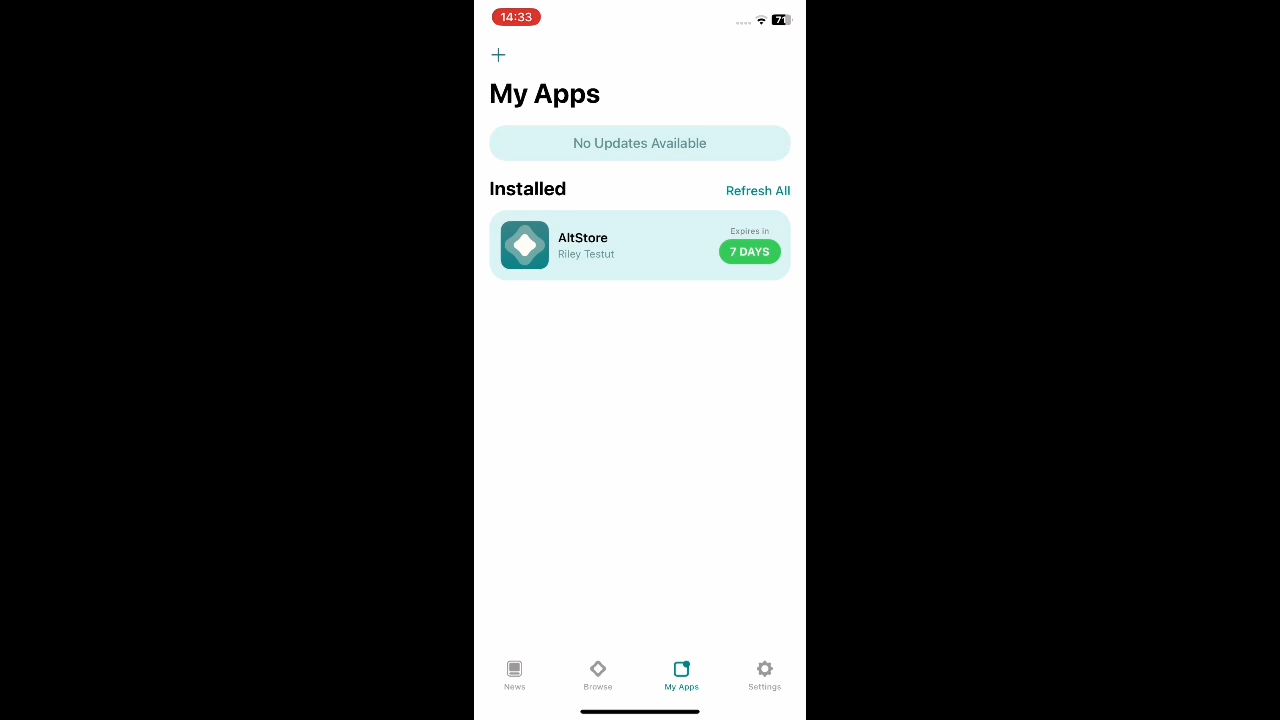 14:33
71
My Apps
No Updates Available
Installed
Refresh All
AltStore
Riley Testut
Expires in
7 DAYS
News
Browse
My Apps
Settings